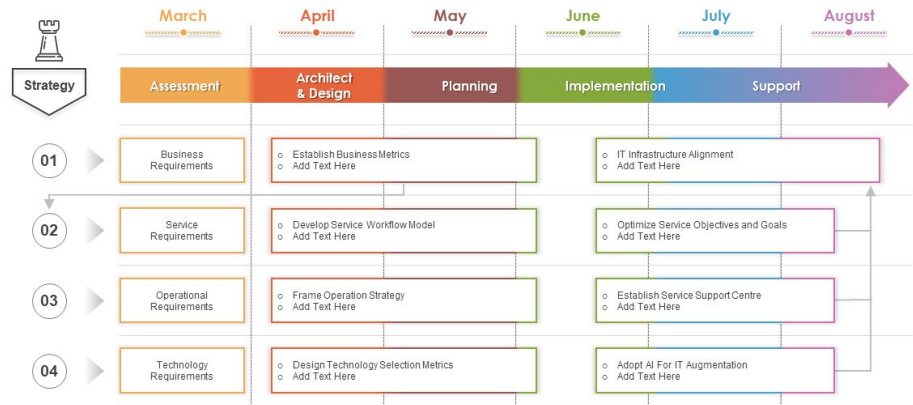 March
April
May
June
July
August
Strategy
Assessment
Architect
& Design
Planning
Implementation
Support
01
Business
Requirements
o Establish Business Metrics
o Add Text Here
o IT Infrastructure Alignment
o Add Text Here
02
Service
Requirements
o Develop Service Workflow Model
o Add Text Here
o Optimize Service Objectives and Goals
o Add Text Here
03
Operational
Requirements
o Frame Operation Strategy
o Add Text Here
o Establish Service Support Centre
o Add Text Here
04
Technology
Requirements
o Design Technology Selection Metrics
o Add Text Here
o Adopt AI For IT Augmentation
o Add Text Here